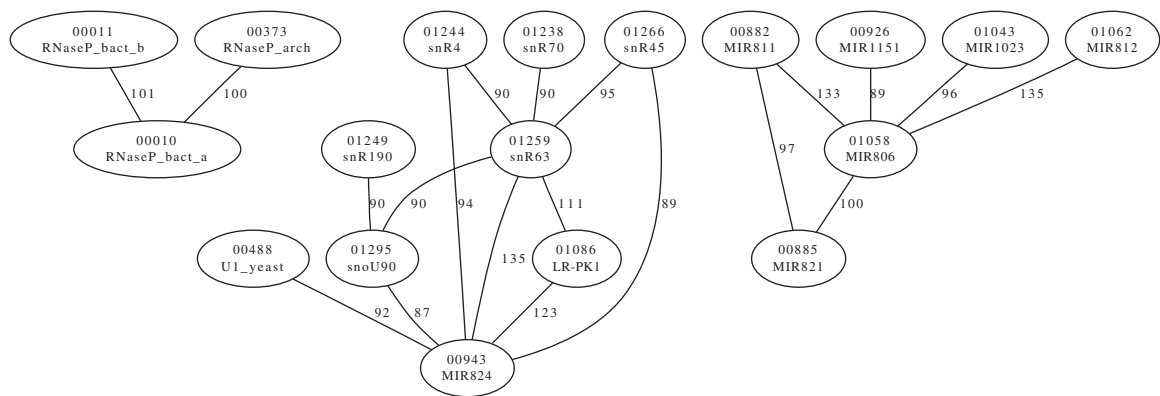 00011
RNaseP_bact_b
00373
RNaseP_arch
01244
snR4
01238
snR70
01266
snR45
00882
MIR811
00926
MIR1151
01043
MIR1023
01062
MIR812
101
100
90
90
95
133
89
96
135
00010
RNaseP_bact_a
01249
snR190
01259
snR63
01058
MIR806
97
90
90
94
111
89
100
00488
U1_yeast
01295
snoU90
135
01086
LR-PK1
00885
MIR821
92
87
123
00943
MIR824